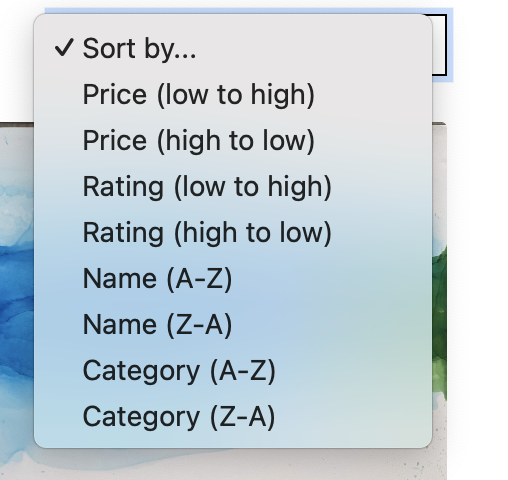 Sort by...
Price (low to high)
Price (high to low)
Rating (low to high)
Rating (high to low)
Name (A-Z)
Name (Z-A)
Category (A-Z)
Category (Z-A)